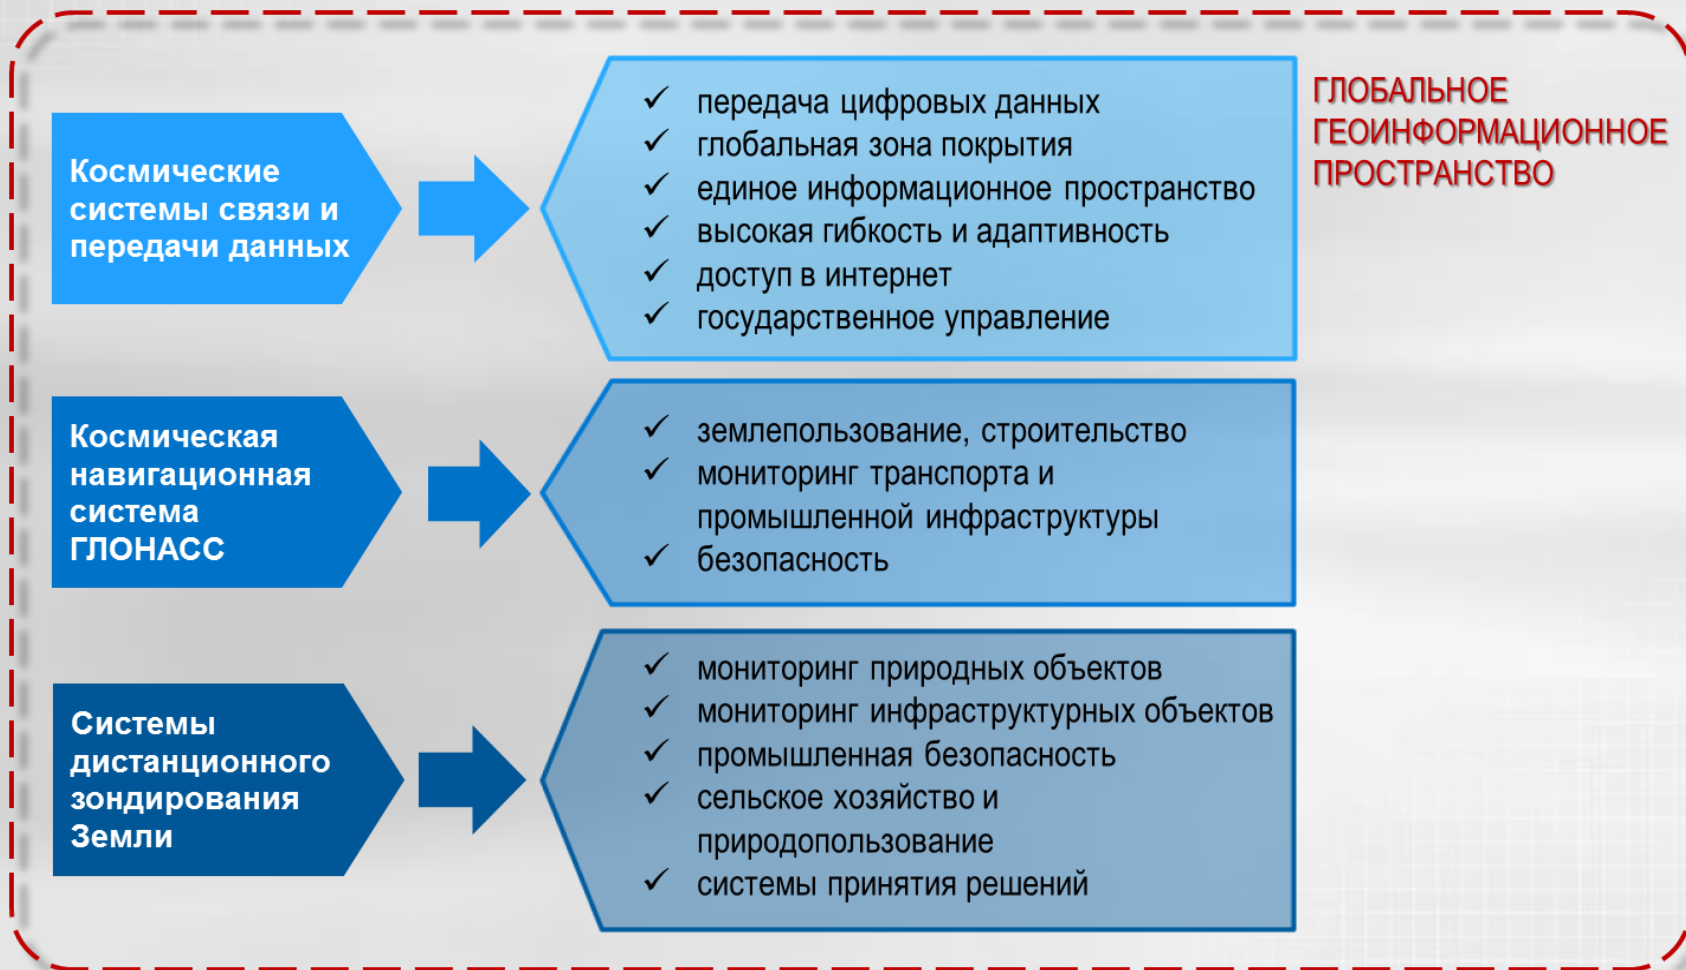 ГЛОБАЛЬНОЕ
ГЕОИНФОРМАЦИОННОЕ
ПРОСТРАНСТВО
Космические
системы связи и
передачи данных
✓ передача цифровых данных
✓ глобальная зона покрытия
✓ единое информационное пространство
✓ высокая гибкость и адаптивность
✓ доступ в интернет
✓ государственное управление
Космическая
навигационная
система
ГЛОНАСС
✓ землепользование, строительство
✓ мониторинг транспорта и
промышленной инфраструктуры
✓ безопасность
Системы
дистанционного
зондирования
Земли
✓ мониторинг природных объектов
✓ мониторинг инфраструктурных объектов
✓ промышленная безопасность
✓ сельское хозяйство и
природопользование
✓ системы принятия решений